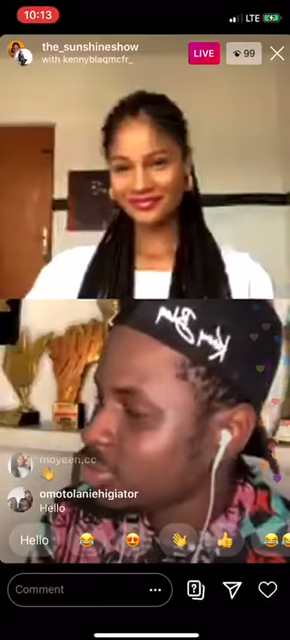 10:13
LTE
the_sunshineshow
with kennyblaqmcfr_
LIVE
99
moyeen.cc
👋
omotolaniehigiator
Hello
Hello 😂 😍 👋 👍 😂😂
Comment